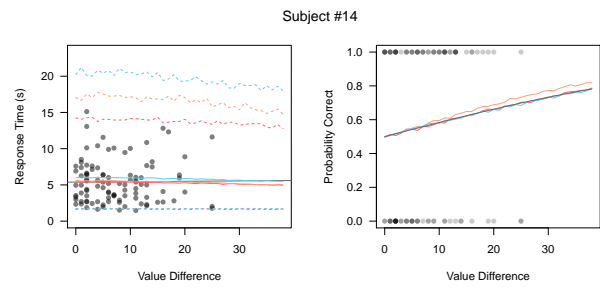 Subject #14
Response Time (s)
20
15
10
5
0
0 10 20 30
Value Difference
Probability Correct
1.0
0.8
0.6
0.4
0.2
0.0
0 10 20 30
Value Difference